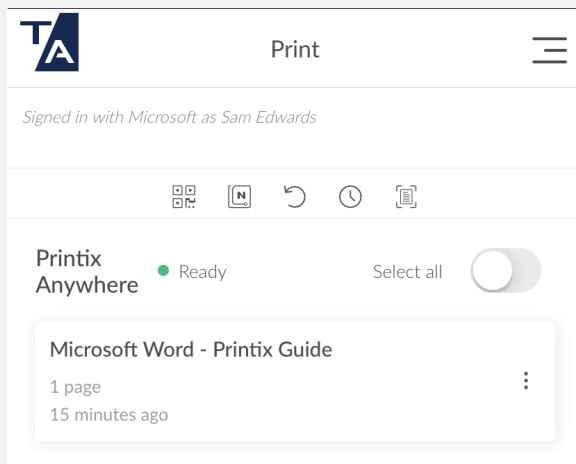 TA
Print
Signed in with Microsoft as Sam Edwards
N
Printix
Anywhere
Ready
Select all
Microsoft Word - Printix Guide
1 page
15 minutes ago